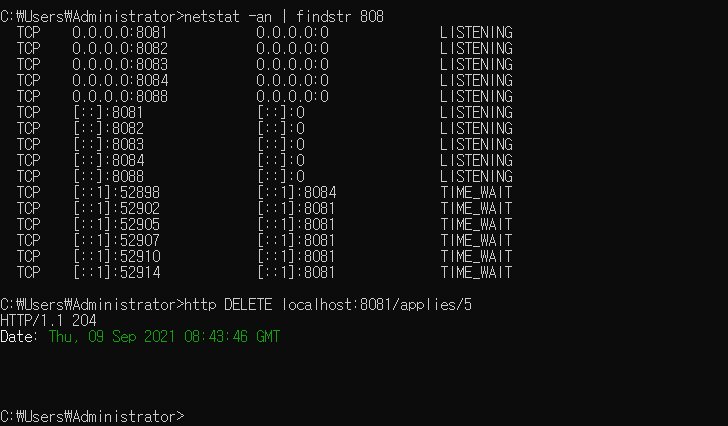 C:₩Users₩Administrator>netstat -an | findstr 808
TCP 0.0.0.0:8081 0.0.0.0:0 LISTENING
TCP 0.0.0.0:8082 0.0.0.0:0 LISTENING
TCP 0.0.0.0:8083 0.0.0.0:0 LISTENING
TCP 0.0.0.0:8084 0.0.0.0:0 LISTENING
TCP 0.0.0.0:8088 0.0.0.0:0 LISTENING
TCP [::]:8081 [::]:0 LISTENING
TCP [::]:8082 [::]:0 LISTENING
TCP [::]:8083 [::]:0 LISTENING
TCP [::]:8084 [::]:0 LISTENING
TCP [::]:8088 [::]:0 LISTENING
TCP [::1]:52898 [::1]:8084 TIME_WAIT
TCP [::1]:52902 [::1]:8081 TIME_WAIT
TCP [::1]:52905 [::1]:8081 TIME_WAIT
TCP [::1]:52907 [::1]:8081 TIME_WAIT
TCP [::1]:52910 [::1]:8081 TIME_WAIT
TCP [::1]:52914 [::1]:8081 TIME_WAIT
C:₩Users₩Administrator>http DELETE localhost:8081/applies/5
HTTP/1.1 204
Date: Thu, 09 Sep 2021 08:43:46 GMT
C:₩Users₩Administrator>